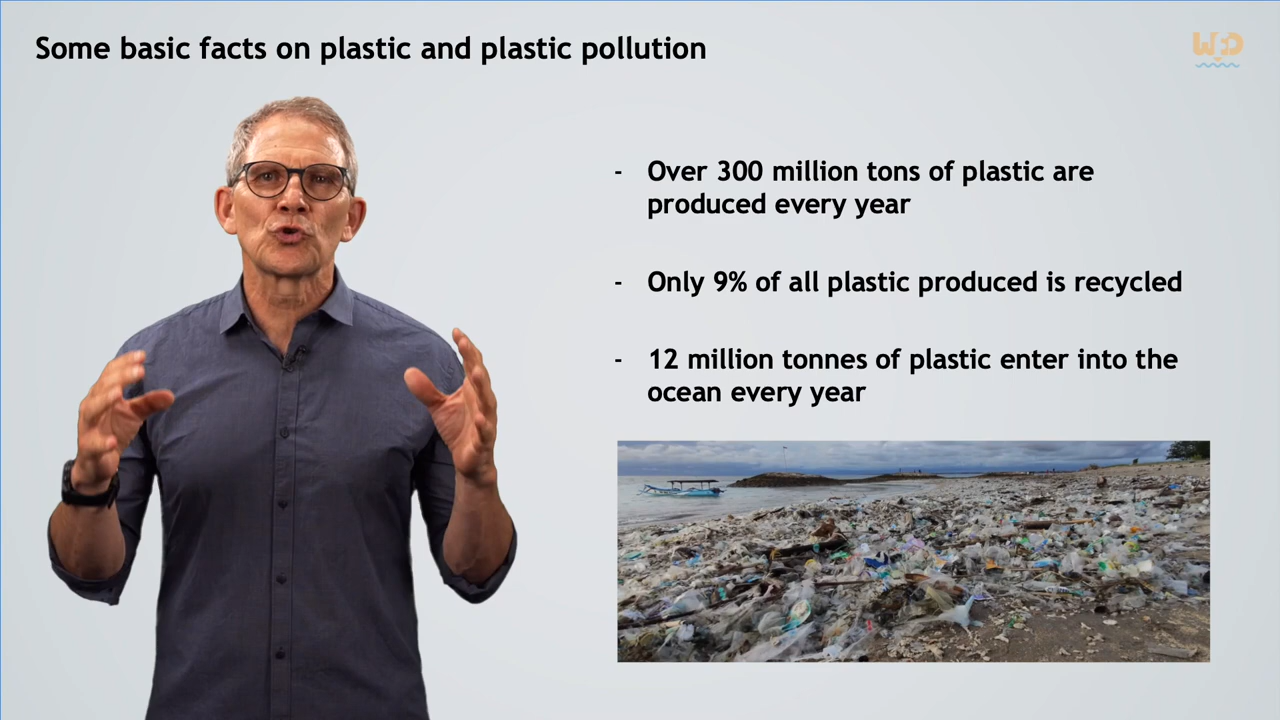 Some basic facts on plastic and plastic pollution
W3D
- Over 300 million tons of plastic are
produced every year
- Only 9% of all plastic produced is recycled
- 12 million tonnes of plastic enter into the
ocean every year